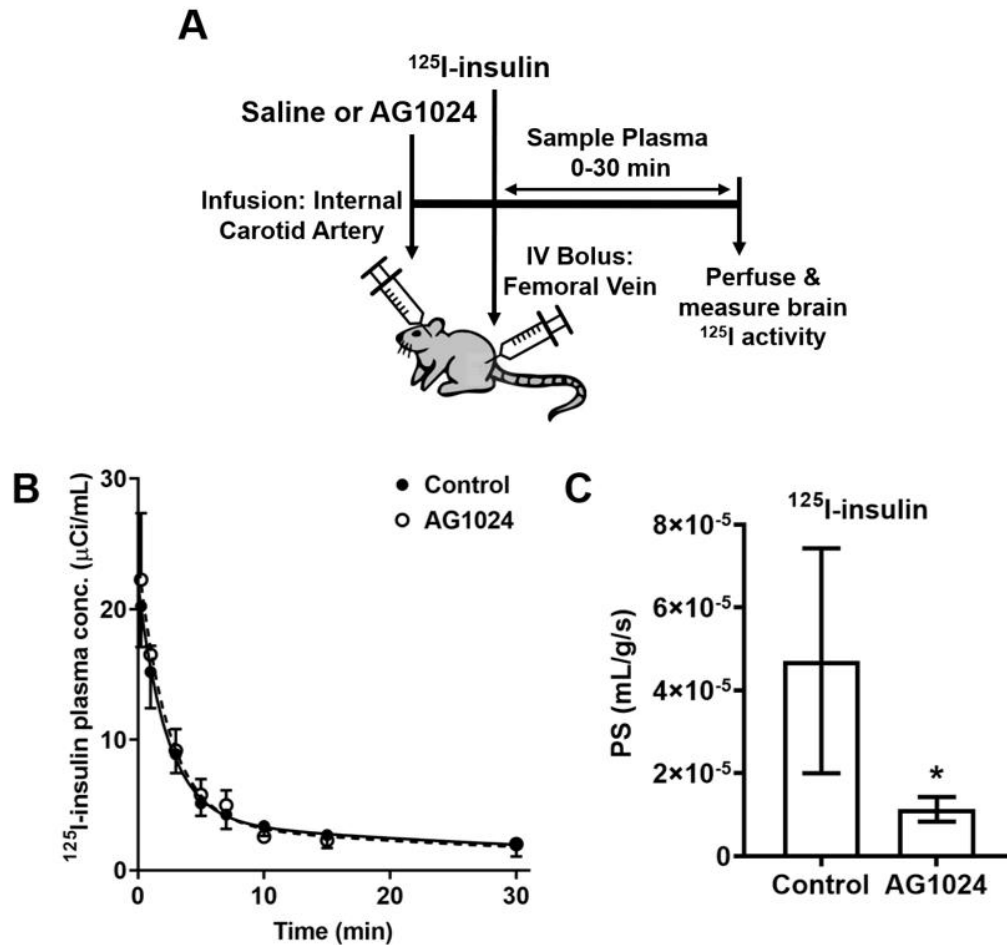 A
¹²⁵I-insulin
Saline or AG1024
Sample Plasma
0-30 min
Infusion: Internal
Carotid Artery
IV Bolus:
Femoral Vein
Perfuse &
measure brain
¹²⁵I activity
B
¹²⁵I-insulin plasma conc. (μCi/mL)
30
20
10
0
Control
AG1024
0
10
20
30
Time (min)
C
¹²⁵I-insulin
PS (mL/g/s)
8×10⁻⁵
6×10⁻⁵
4×10⁻⁵
2×10⁻⁵
0
*
Control AG1024